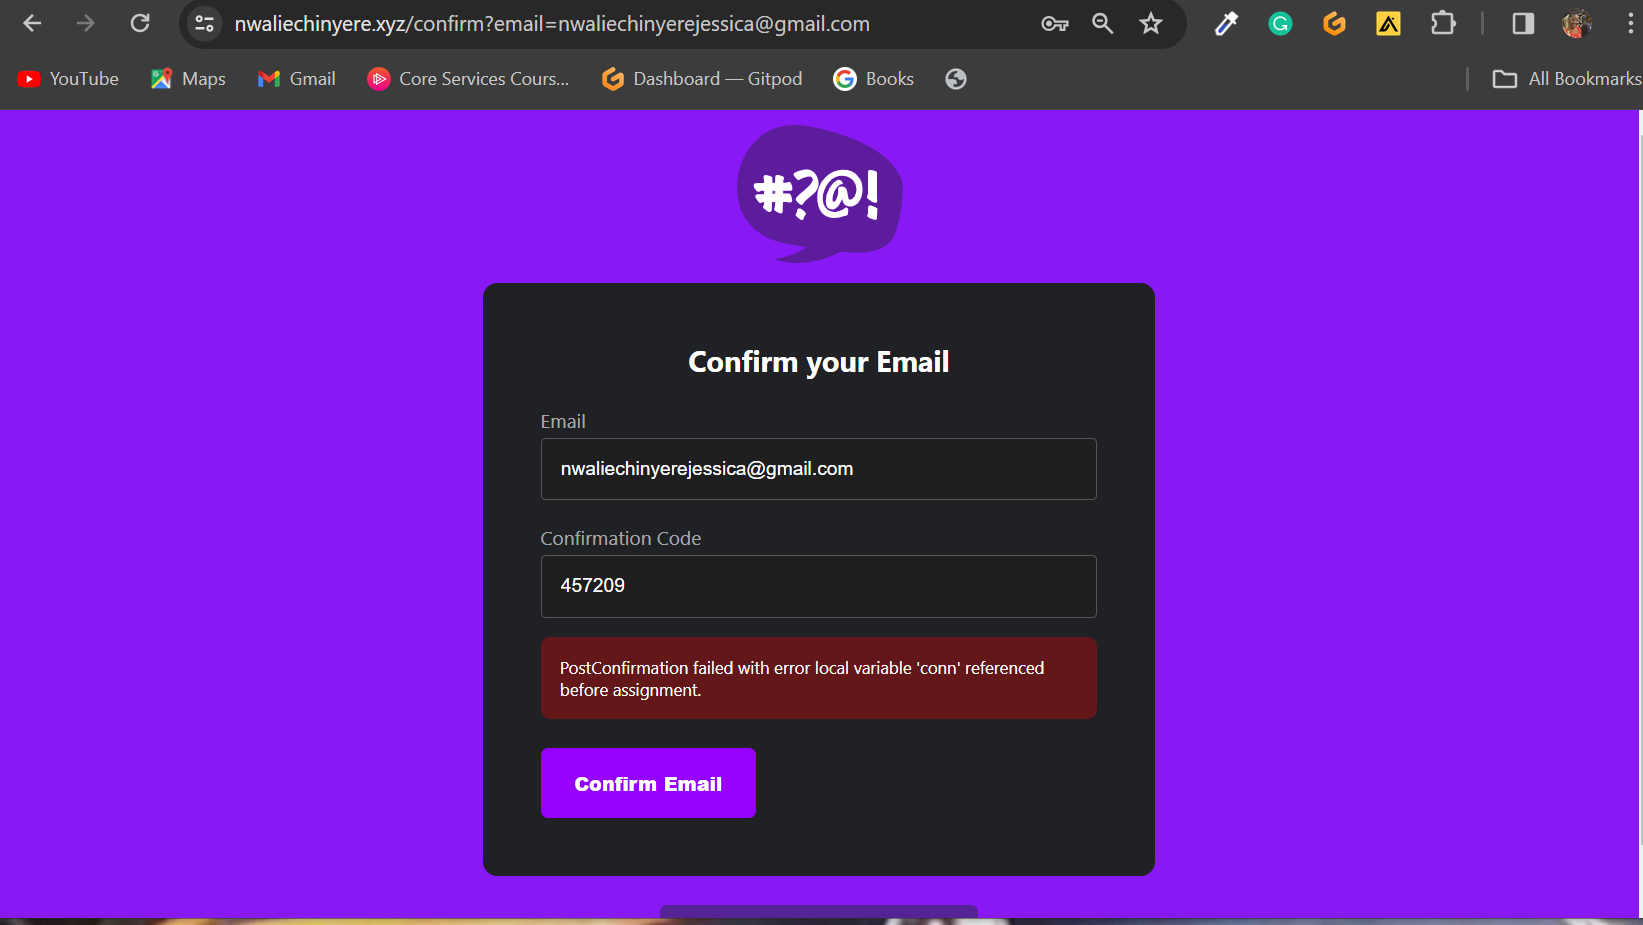 nwaliechinyere.xyz/confirm?email=nwaliechinyerejessica@gmail.com
YouTube Maps Gmail Core Services Cours... Dashboard — Gitpod Books All Bookmarks
#?@!
Confirm your Email
Email
nwaliechinyerejessica@gmail.com
Confirmation Code
457209
PostConfirmation failed with error local variable 'conn' referenced
before assignment.
Confirm Email